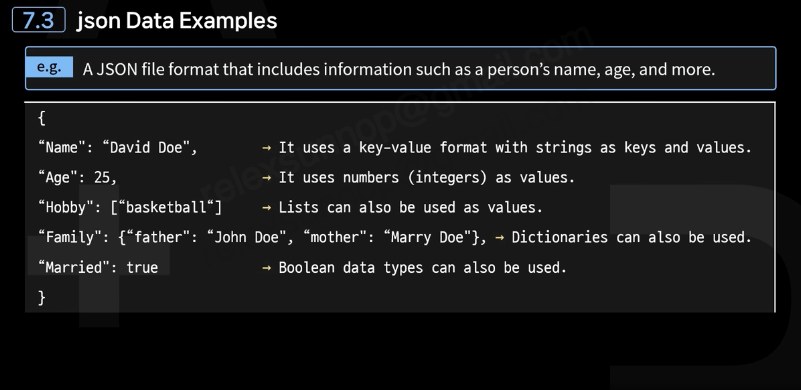 7.3 json Data Examples
e.g. A JSON file format that includes information such as a person's name, age, and more.
{
“Name": “David Doe", → It uses a key-value format with strings as keys and values.
“Age": 25, → It uses numbers (integers) as values.
“Hobby": [“basketball“] → Lists can also be used as values.
“Family": {“father": “John Doe", “mother": “Marry Doe"}, → Dictionaries can also be used.
“Married": true → Boolean data types can also be used.
}